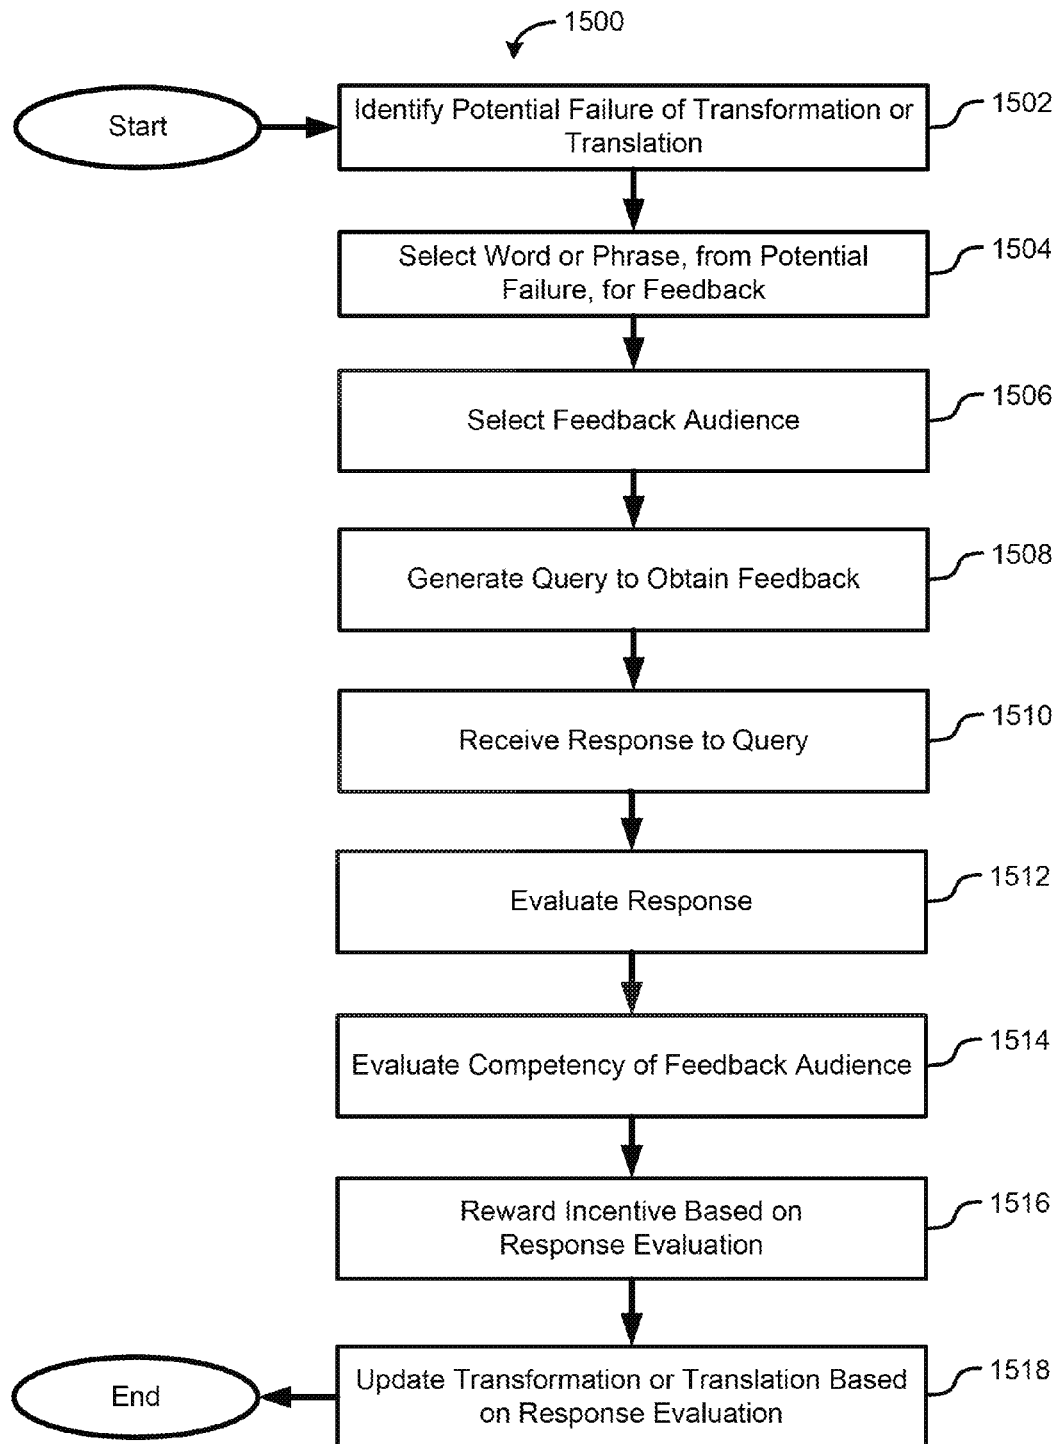 1500
Start
Identify Potential Failure of Transformation or
Translation
1502
Select Word or Phrase, from Potential
Failure, for Feedback
1504
Select Feedback Audience
1506
Generate Query to Obtain Feedback
1508
Receive Response to Query
1510
Evaluate Response
1512
Evaluate Competency of Feedback Audience
1514
Reward Incentive Based on
Response Evaluation
1516
End
Update Transformation or Translation Based
on Response Evaluation
1518